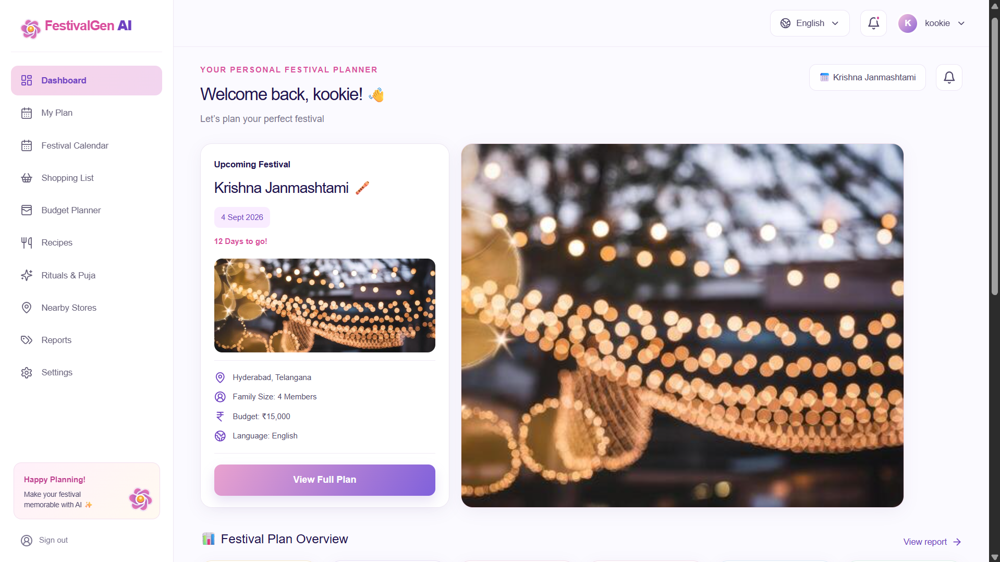 FestivalGen AI
English
K
kookie
Dashboard
My Plan
Festival Calendar
Shopping List
Budget Planner
Recipes
Rituals & Puja
Nearby Stores
Reports
Settings
Happy Planning!
Make your festival
memorable with AI ✨
Sign out
YOUR PERSONAL FESTIVAL PLANNER
Welcome back, kookie! 👋
Let's plan your perfect festival
Krishna Janmashtami
Upcoming Festival
Krishna Janmashtami
4 Sept 2026
12 Days to go!
Hyderabad, Telangana
Family Size: 4 Members
Budget: ₹15,000
Language: English
View Full Plan
📊 Festival Plan Overview
View report →